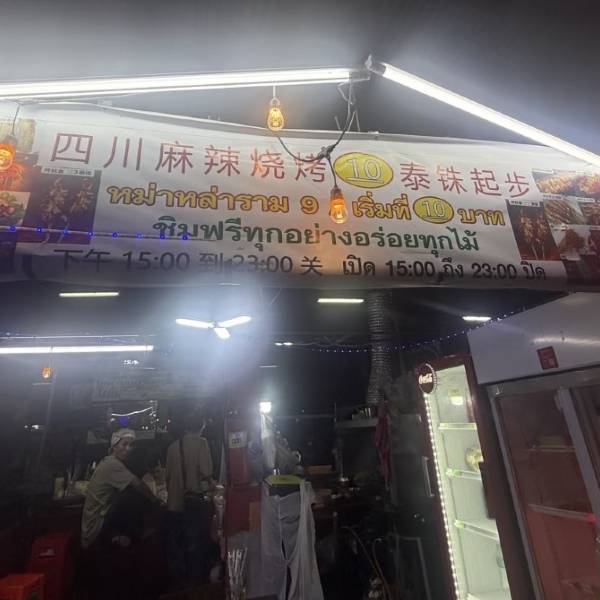 四川麻辣烧烤 10 泰铢起步
หม่าหล่าราม 9 เริ่มที่ 10 บาท
ชิมฟรีทุกอย่างอร่อยทุกไม้
下午 15:00 到 23:00 关 เปิด 15:00 ถึง 23:00 ปิด
Coca-Cola